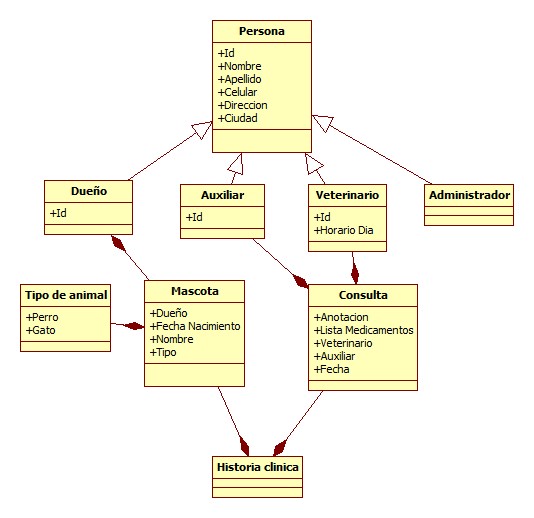 Persona
+Id
+Nombre
+Apellido
+Celular
+Direccion
+Ciudad
Dueño
+Id
Auxiliar
+Id
Veterinario
+Id
+Horario Dia
Administrador
Tipo de animal
+Perro
+Gato
Mascota
+Dueño
+Fecha Nacimiento
+Nombre
+Tipo
Consulta
+Anotacion
+Lista Medicamentos
+Veterinario
+Auxiliar
+Fecha
Historia clinica